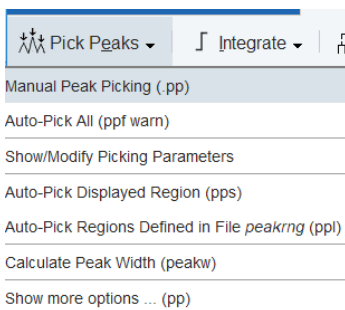 Pick Peaks Integrate
Manual Peak Picking (.pp)
Auto-Pick All (ppf warn)
Show/Modify Picking Parameters
Auto-Pick Displayed Region (pps)
Auto-Pick Regions Defined in File peakrng (ppl)
Calculate Peak Width (peakw)
Show more options ... (pp)